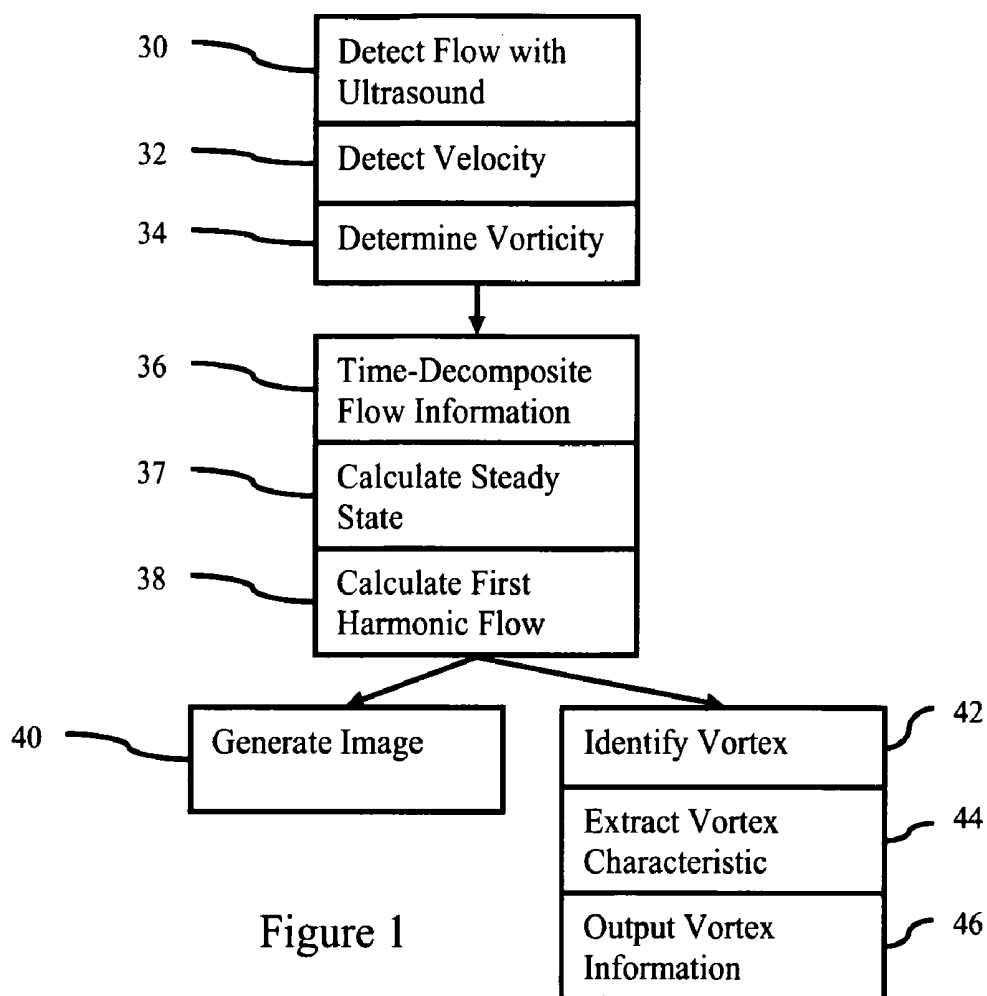 30
Detect Flow with
Ultrasound
32
Detect Velocity
34
Determine Vorticity
36
Time-Decomposite
Flow Information
37
Calculate Steady
State
38
Calculate First
Harmonic Flow
40
Generate Image
42
Identify Vortex
44
Extract Vortex
Characteristic
46
Output Vortex
Information
Figure 1